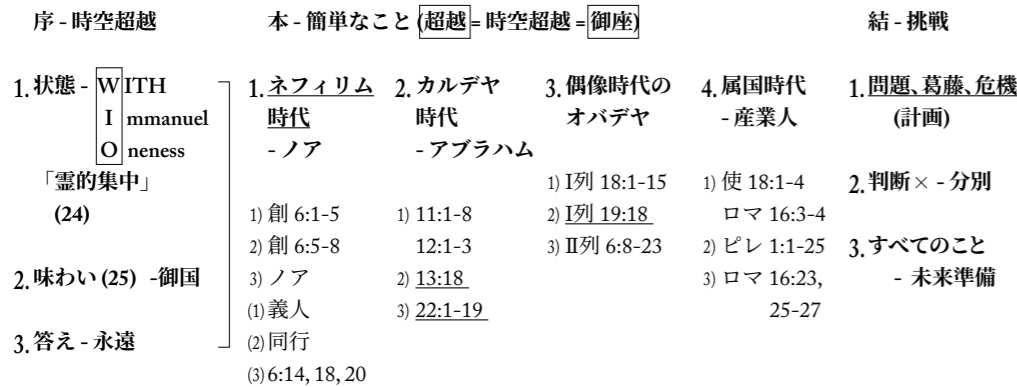 序 - 時空超越
1. 状態 - WITH
Immanuel
Oneness
「霊的集中」
(24)
2. 味わい (25) -御国
3. 答え - 永遠
本 - 簡単なこと (超越= 時空超越 =御座)
1. ネフィリム
時代
- ノア
1) 創 6:1-5
2) 創 6:5-8
3) ノア
(1) 義人
(2) 同行
(3) 6:14, 18, 20
2. カルデヤ
時代
- アブラハム
1) 11:1-8
12:1-3
2) 13:18
3) 22:1-19
3. 偶像時代の
オバデヤ
1) Ⅰ列 18:1-15
2) Ⅰ列 19:18
3) Ⅱ列 6:8-23
4. 属国時代
- 産業人
1) 使 18:1-4
ロマ 16:3-4
2) ピレ 1:1-25
3) ロマ 16:23,
25-27
結 - 挑戦
1. 問題、葛藤、危機
(計画)
2. 判断× - 分別
3. すべてのこと
- 未来準備